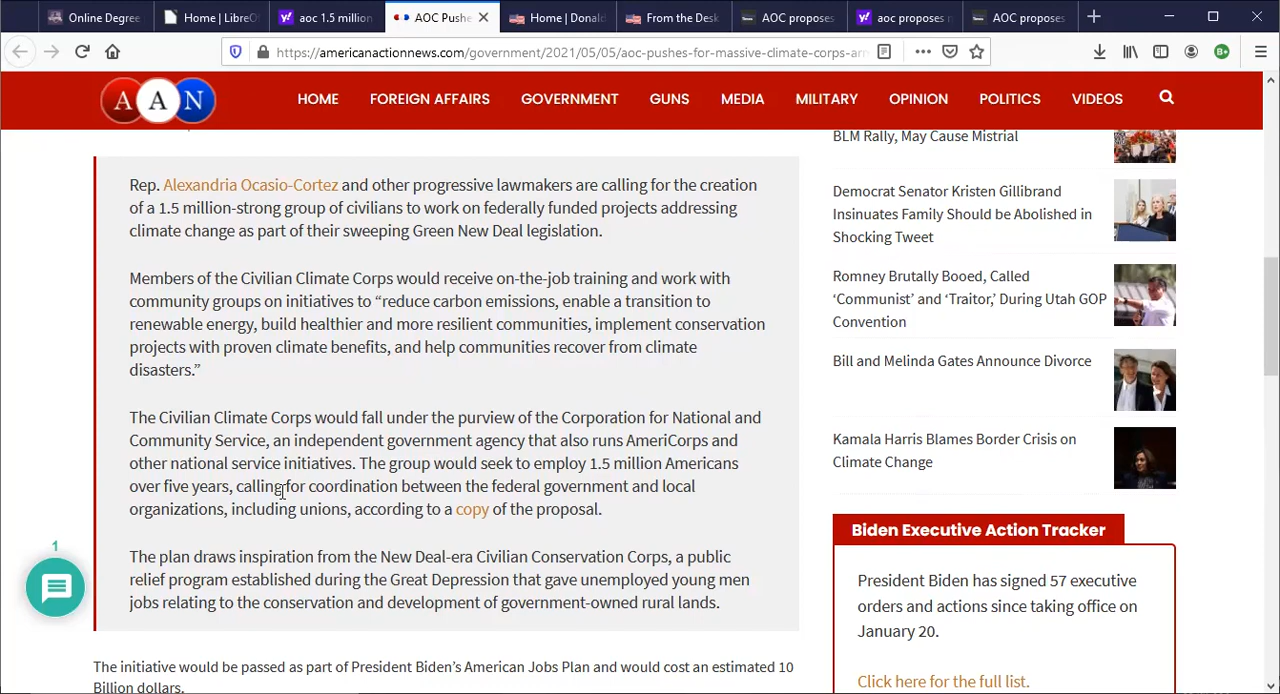 Online Degree
Home | LibreO
aoc 1.5 million
AOC Pushe
Home | Donald
From the Desk
AOC proposes
aoc proposes n
AOC proposes
https://americanactionnews.com/government/2021/05/05/aoc-pushes-for-massive-climate-corps-arm
AAN
HOME
FOREIGN AFFAIRS
GOVERNMENT
GUNS
MEDIA
MILITARY
OPINION
POLITICS
VIDEOS
Rep. Alexandria Ocasio-Cortez and other progressive lawmakers are calling for the creation
of a 1.5 million-strong group of civilians to work on federally funded projects addressing
climate change as part of their sweeping Green New Deal legislation.
Members of the Civilian Climate Corps would receive on-the-job training and work with
community groups on initiatives to “reduce carbon emissions, enable a transition to
renewable energy, build healthier and more resilient communities, implement conservation
projects with proven climate benefits, and help communities recover from climate
disasters.”
The Civilian Climate Corps would fall under the purview of the Corporation for National and
Community Service, an independent government agency that also runs AmeriCorps and
other national service initiatives. The group would seek to employ 1.5 million Americans
over five years, calling for coordination between the federal government and local
organizations, including unions, according to a copy of the proposal.
The plan draws inspiration from the New Deal-era Civilian Conservation Corps, a public
relief program established during the Great Depression that gave unemployed young men
jobs relating to the conservation and development of government-owned rural lands.
The initiative would be passed as part of President Biden’s American Jobs Plan and would cost an estimated 10
Billion dollars.
1
BLM Rally, May Cause Mistrial
Democrat Senator Kristen Gillibrand
Insinuates Family Should be Abolished in
Shocking Tweet
Romney Brutally Booed, Called
‘Communist’ and ‘Traitor,’ During Utah GOP
Convention
Bill and Melinda Gates Announce Divorce
Kamala Harris Blames Border Crisis on
Climate Change
Biden Executive Action Tracker
President Biden has signed 57 executive
orders and actions since taking office on
January 20.
Click here for the full list.